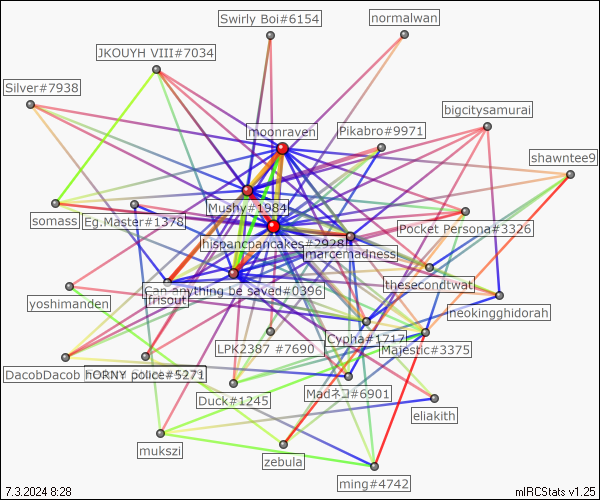 Swirly Boi#6154
normalwan
JKOUYH VIII#7034
Silver#7938
bigcitysamurai
moonraven
Pikabro#9971
shawntee9
Mushy#1984
somass
Eg.Master#1378
Pocket Persona#3326
hispancpancakes#2928
marcemadness
thesecondtwat
Can anything be saved#0396
frisout
yoshimanden
neokingghidorah
Cypha#1717
LPK2387 #7690
Majestic#3375
DacobDacob
hORNY police#5271
Madネコ#6901
Duck#1245
eliakith
mukszi
zebula
ming#4742
7.3.2024 8:28
mIRCStats v1.25